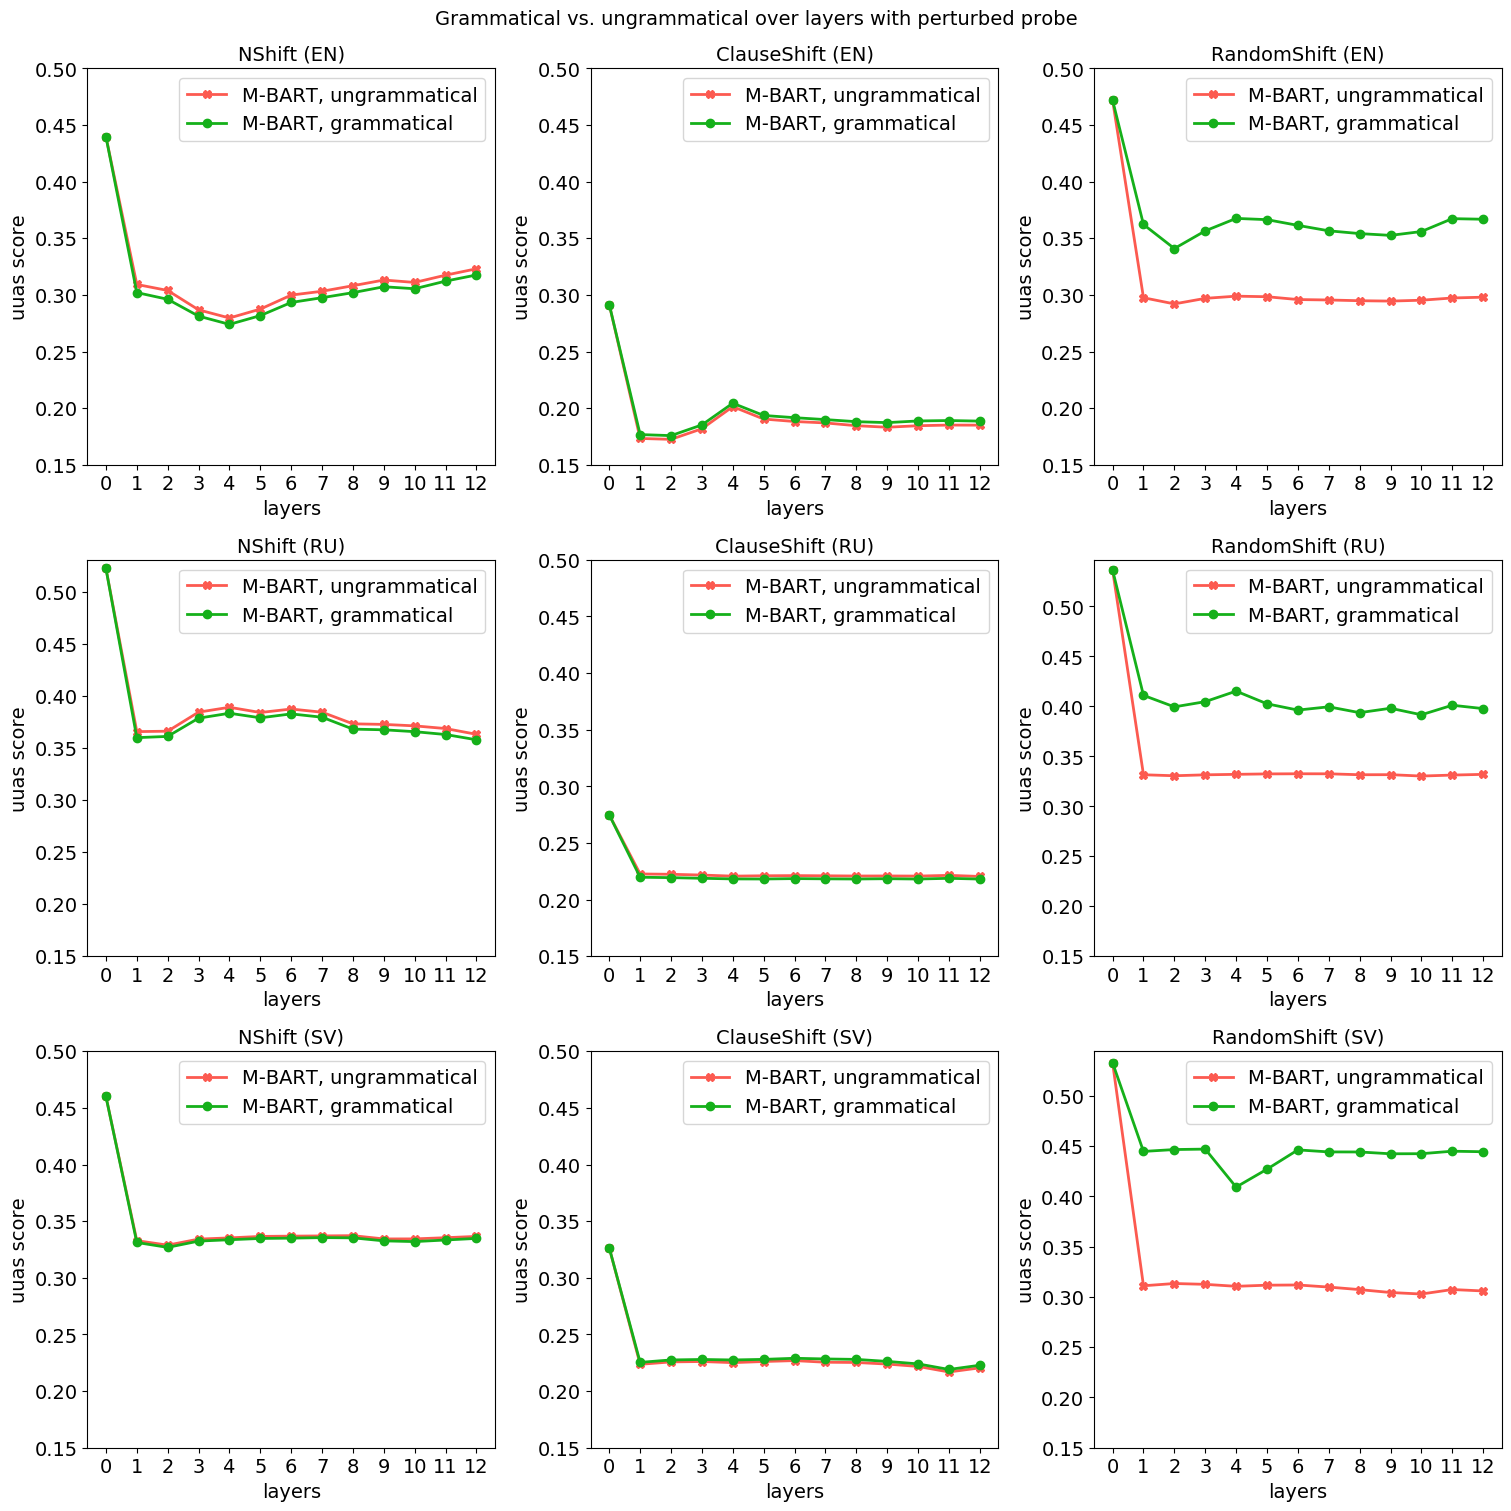 Grammatical vs. ungrammatical over layers with perturbed probe
NShift (EN)
M-BART, ungrammatical
M-BART, grammatical
uuas score
0.50
0.45
0.40
0.35
0.30
0.25
0.20
0.15
0 1 2 3 4 5 6 7 8 9 10 11 12
layers
ClauseShift (EN)
M-BART, ungrammatical
M-BART, grammatical
uuas score
0.50
0.45
0.40
0.35
0.30
0.25
0.20
0.15
0 1 2 3 4 5 6 7 8 9 10 11 12
layers
RandomShift (EN)
M-BART, ungrammatical
M-BART, grammatical
uuas score
0.50
0.45
0.40
0.35
0.30
0.25
0.20
0.15
0 1 2 3 4 5 6 7 8 9 10 11 12
layers
NShift (RU)
M-BART, ungrammatical
M-BART, grammatical
uuas score
0.50
0.45
0.40
0.35
0.30
0.25
0.20
0.15
0 1 2 3 4 5 6 7 8 9 10 11 12
layers
ClauseShift (RU)
M-BART, ungrammatical
M-BART, grammatical
uuas score
0.50
0.45
0.40
0.35
0.30
0.25
0.20
0.15
0 1 2 3 4 5 6 7 8 9 10 11 12
layers
RandomShift (RU)
M-BART, ungrammatical
M-BART, grammatical
uuas score
0.50
0.45
0.40
0.35
0.30
0.25
0.20
0.15
0 1 2 3 4 5 6 7 8 9 10 11 12
layers
NShift (SV)
M-BART, ungrammatical
M-BART, grammatical
uuas score
0.50
0.45
0.40
0.35
0.30
0.25
0.20
0.15
0 1 2 3 4 5 6 7 8 9 10 11 12
layers
ClauseShift (SV)
M-BART, ungrammatical
M-BART, grammatical
uuas score
0.50
0.45
0.40
0.35
0.30
0.25
0.20
0.15
0 1 2 3 4 5 6 7 8 9 10 11 12
layers
RandomShift (SV)
M-BART, ungrammatical
M-BART, grammatical
uuas score
0.50
0.45
0.40
0.35
0.30
0.25
0.20
0.15
0 1 2 3 4 5 6 7 8 9 10 11 12
layers